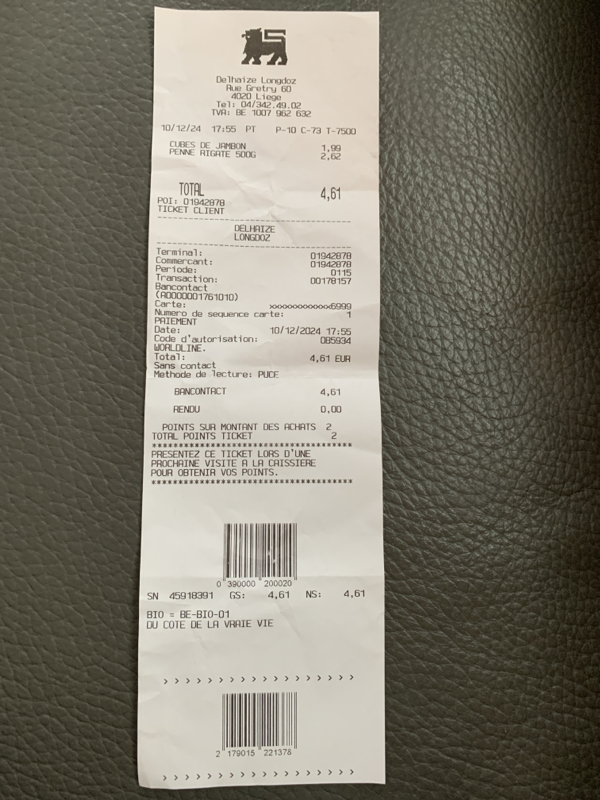 Delhaize Longdoz
Rue Gretry 60
4020 Liege
Tel: 04/342.49.02
TVA: BE 1007 962 632
10/12/24 17:55 PT P-10 C-73 T-7500
CUBES DE JAMBON 1,99
PENNE RIGATE 500G 2,62
TOTAL 4,61
POI: 01942878
TICKET CLIENT
DELHAIZE
LONGDOZ
Terminal: 01942878
Commercant: 01942878
Periode: 0115
Transaction: 00178157
Bancontact
(A0000001761010)
Carte: xxxxxxxxxxxxx6999
Numero de sequence carte: 1
PAIEMENT
Date: 10/12/2024 17:55
Code d'autorisation: 0B5934
WORLDLINE.
Total: 4,61 EUR
Sans contact
Methode de lecture: PUCE
BANCONTACT 4,61
RENDU 0,00
POINTS SUR MONTANT DES ACHATS 2
TOTAL POINTS TICKET 2
************************************
PRESENTEZ CE TICKET LORS D'UNE
PROCHAINE VISITE A LA CAISSIERE
POUR OBTENIR VOS POINTS.
************************************
0 390000 200020
SN 45918391 GS: 4,61 NS: 4,61
BIO = BE-BIO-01
DU COTE DE LA VRAIE VIE
> > > > > > > > > > > > > > > > > >
2 179015 221378
> > > > > > > > > > > > > > > > > >